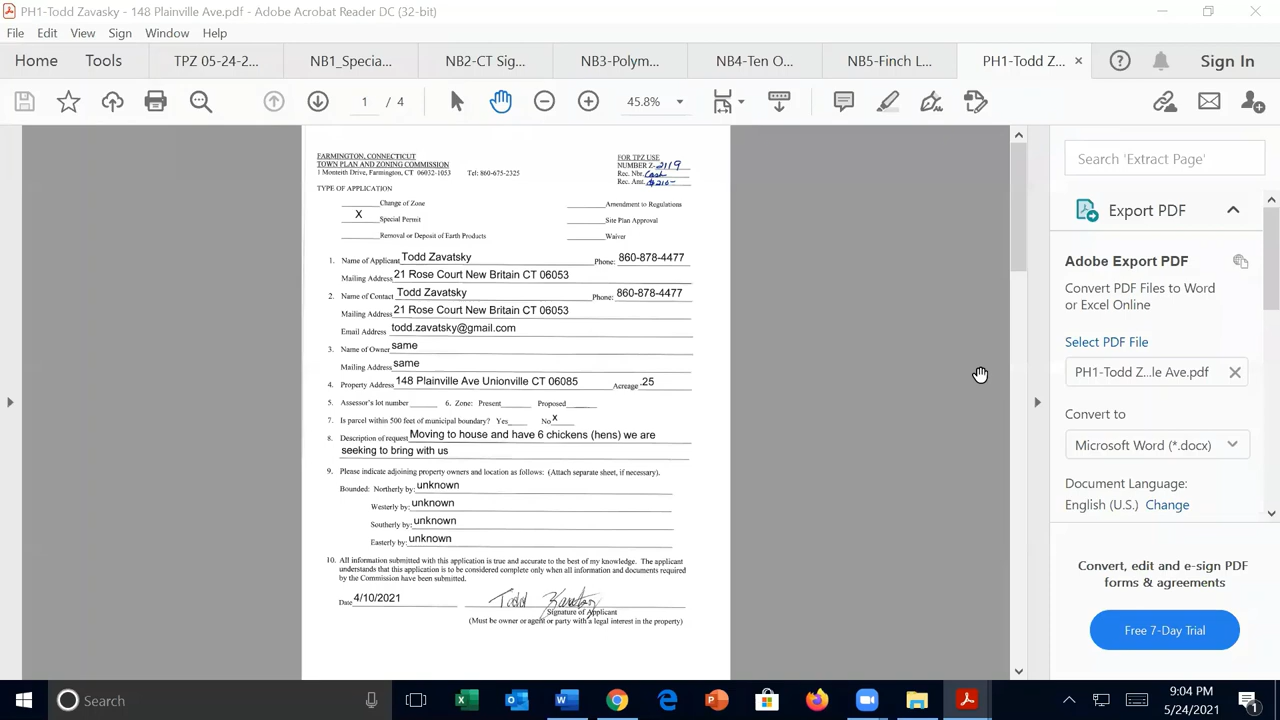 PH1-Todd Zavasky - 148 Plainville Ave.pdf - Adobe Acrobat Reader DC (32-bit)
File Edit View Sign Window Help
Home Tools TPZ 05-24-2... NB1_Specia... NB2-CT Sig... NB3-Polym... NB4-Ten O... NB5-Finch L... PH1-Todd Z... Sign In
1 / 4 45.8%
FARMINGTON, CONNECTICUT
TOWN PLAN AND ZONING COMMISSION
1 Monteith Drive, Farmington, CT 06032-1053 Tel: 860-675-2325
FOR TPZ USE
NUMBER Z-2119
Rec. Nbr. Cash
Rec. Amt. $210-
TYPE OF APPLICATION
Change of Zone Amendment to Regulations
X Special Permit Site Plan Approval
Removal or Deposit of Earth Products Waiver
1. Name of Applicant Todd Zavatsky Phone: 860-878-4477
Mailing Address 21 Rose Court New Britain CT 06053
2. Name of Contact Todd Zavatsky Phone: 860-878-4477
Mailing Address 21 Rose Court New Britain CT 06053
Email Address todd.zavatsky@gmail.com
3. Name of Owner same
Mailing Address same
4. Property Address 148 Plainville Ave Unionville CT 06085 Acreage .25
5. Assessor's lot number 6. Zone: Present Proposed
7. Is parcel within 500 feet of municipal boundary? Yes No X
8. Description of request Moving to house and have 6 chickens (hens) we are
seeking to bring with us
9. Please indicate adjoining property owners and location as follows: (Attach separate sheet, if necessary).
Bounded: Northerly by: unknown
Westerly by: unknown
Southerly by: unknown
Easterly by: unknown
10. All information submitted with this application is true and accurate to the best of my knowledge. The applicant
understands that this application is to be considered complete only when all information and documents required
by the Commission have been submitted.
Date 4/10/2021 Todd
Signature of Applicant
(Must be owner or agent or party with a legal interest in the property)
Search 'Extract Page'
Export PDF
Adobe Export PDF
Convert PDF Files to Word
or Excel Online
Select PDF File
PH1-Todd Z...le Ave.pdf
Convert to
Microsoft Word (*.docx)
Document Language:
English (U.S.) Change
Convert, edit and e-sign PDF
forms & agreements
Free 7-Day Trial
Search
9:04 PM
5/24/2021
1